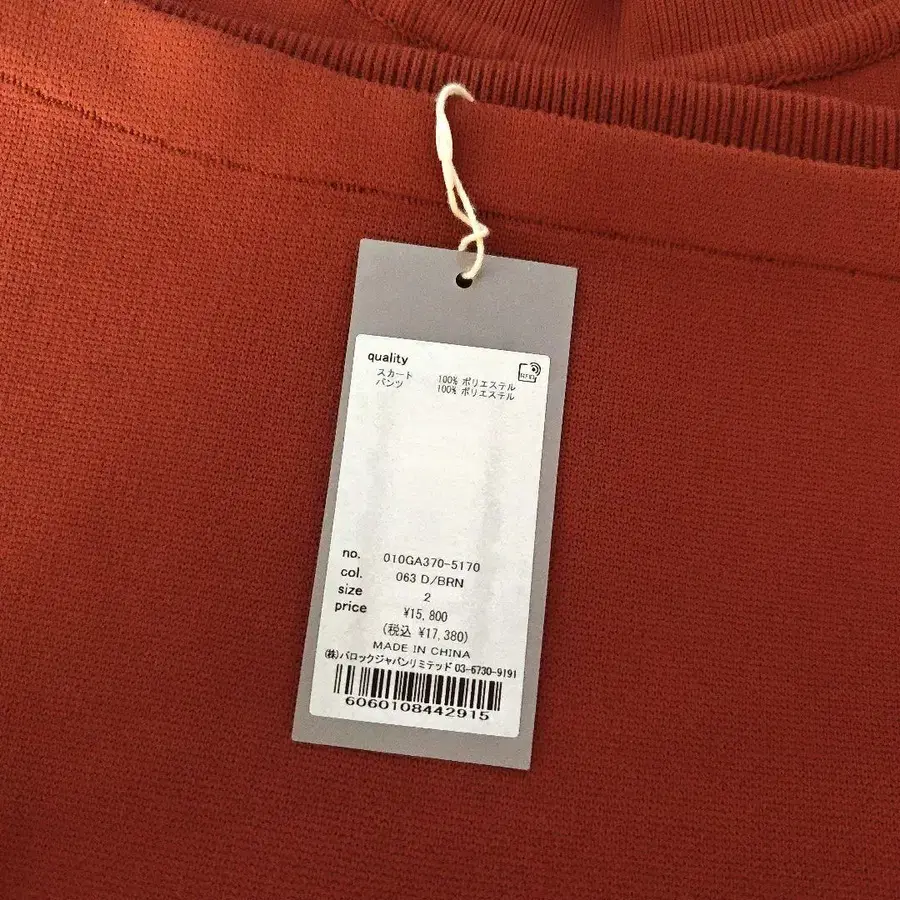 quality
スカート 100% ポリエステル
パンツ 100% ポリエステル
no. 010GA370-5170
col. 063 D/BRN
size 2
price ¥15,800
(税込 ¥17,380)
MADE IN CHINA
(株)バロックジャパンリミテッド 03-6730-9191
6060108442915